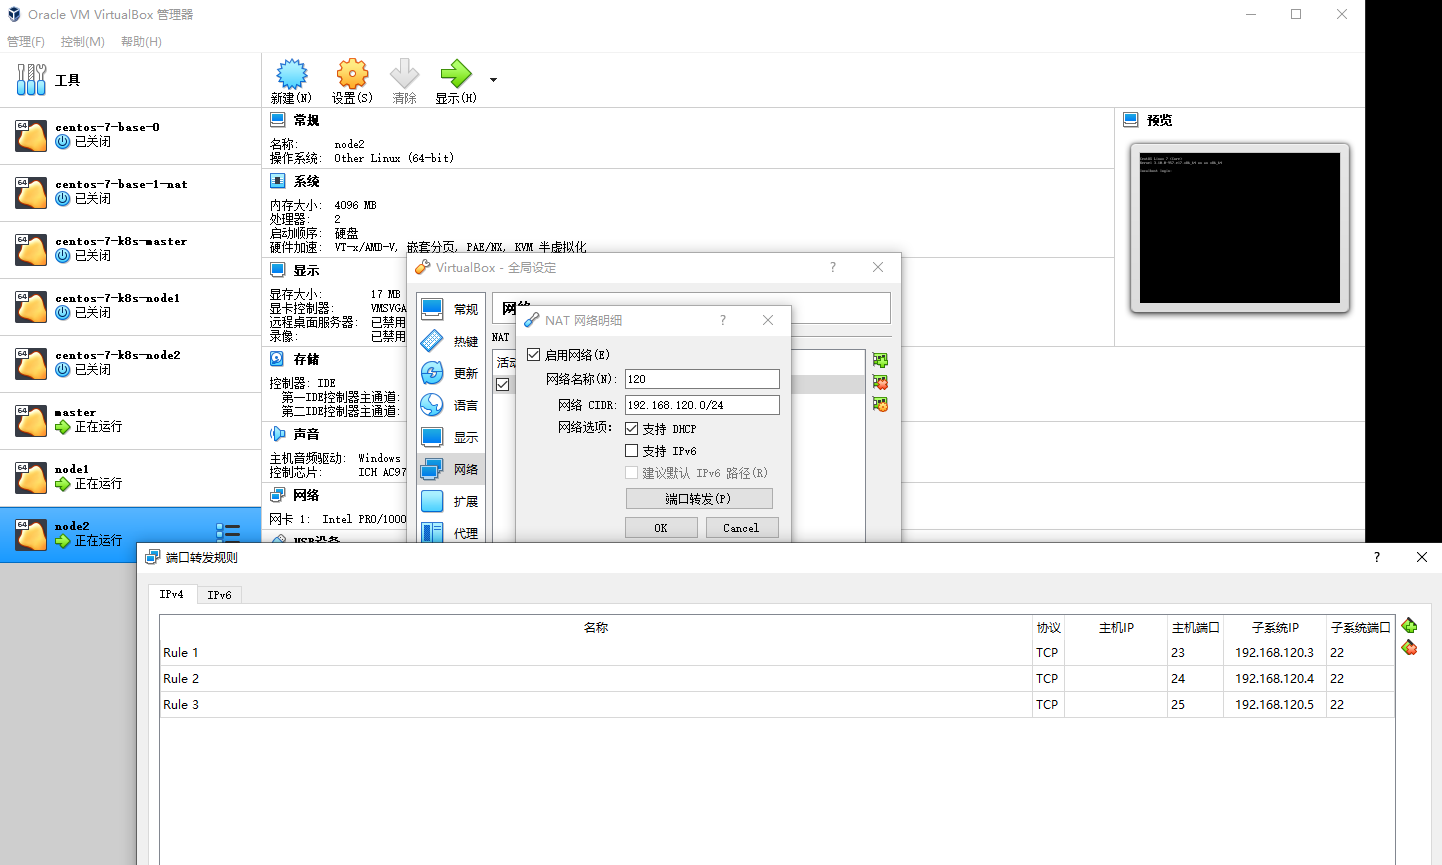 Oracle VM VirtualBox 管理器
管理(F) 控制(M) 帮助(H)
工具
新建(N) 设置(S) 清除 显示(H)
centos-7-base-0
已关闭
centos-7-base-1-nat
已关闭
centos-7-k8s-master
已关闭
centos-7-k8s-node1
已关闭
centos-7-k8s-node2
已关闭
master
正在运行
node1
正在运行
node2
正在运行
常规
名称: node2
操作系统: Other Linux (64-bit)
系统
内存大小: 4096 MB
处理器: 2
启动顺序: 硬盘
硬件加速: VT-x/AMD-V, 嵌套分页, PAE/NX, KVM 半虚拟化
显示
显存大小: 17 MB
显卡控制器: VMSVGA
远程桌面服务器: 已禁用
录像: 已禁用
存储
控制器: IDE
第一IDE控制器主通道:
第二IDE控制器主通道:
声音
主机音频驱动: Windows
控制芯片: ICH AC97
网络
网卡 1: Intel PRO/1000
USB设备
预览
VirtualBox - 全局设定
常规
热键
更新
语言
显示
网络
扩展
代理
网络
NAT
活动
NAT 网络明细
启用网络(E)
网络名称(N): 120
网络 CIDR: 192.168.120.0/24
网络选项: 支持 DHCP
支持 IPv6
建议默认 IPv6 路径(R)
端口转发(P)
OK Cancel
端口转发规则
IPv4 IPv6
名称 协议 主机IP 主机端口 子系统IP 子系统端口
Rule 1 TCP 23 192.168.120.3 22
Rule 2 TCP 24 192.168.120.4 22
Rule 3 TCP 25 192.168.120.5 22